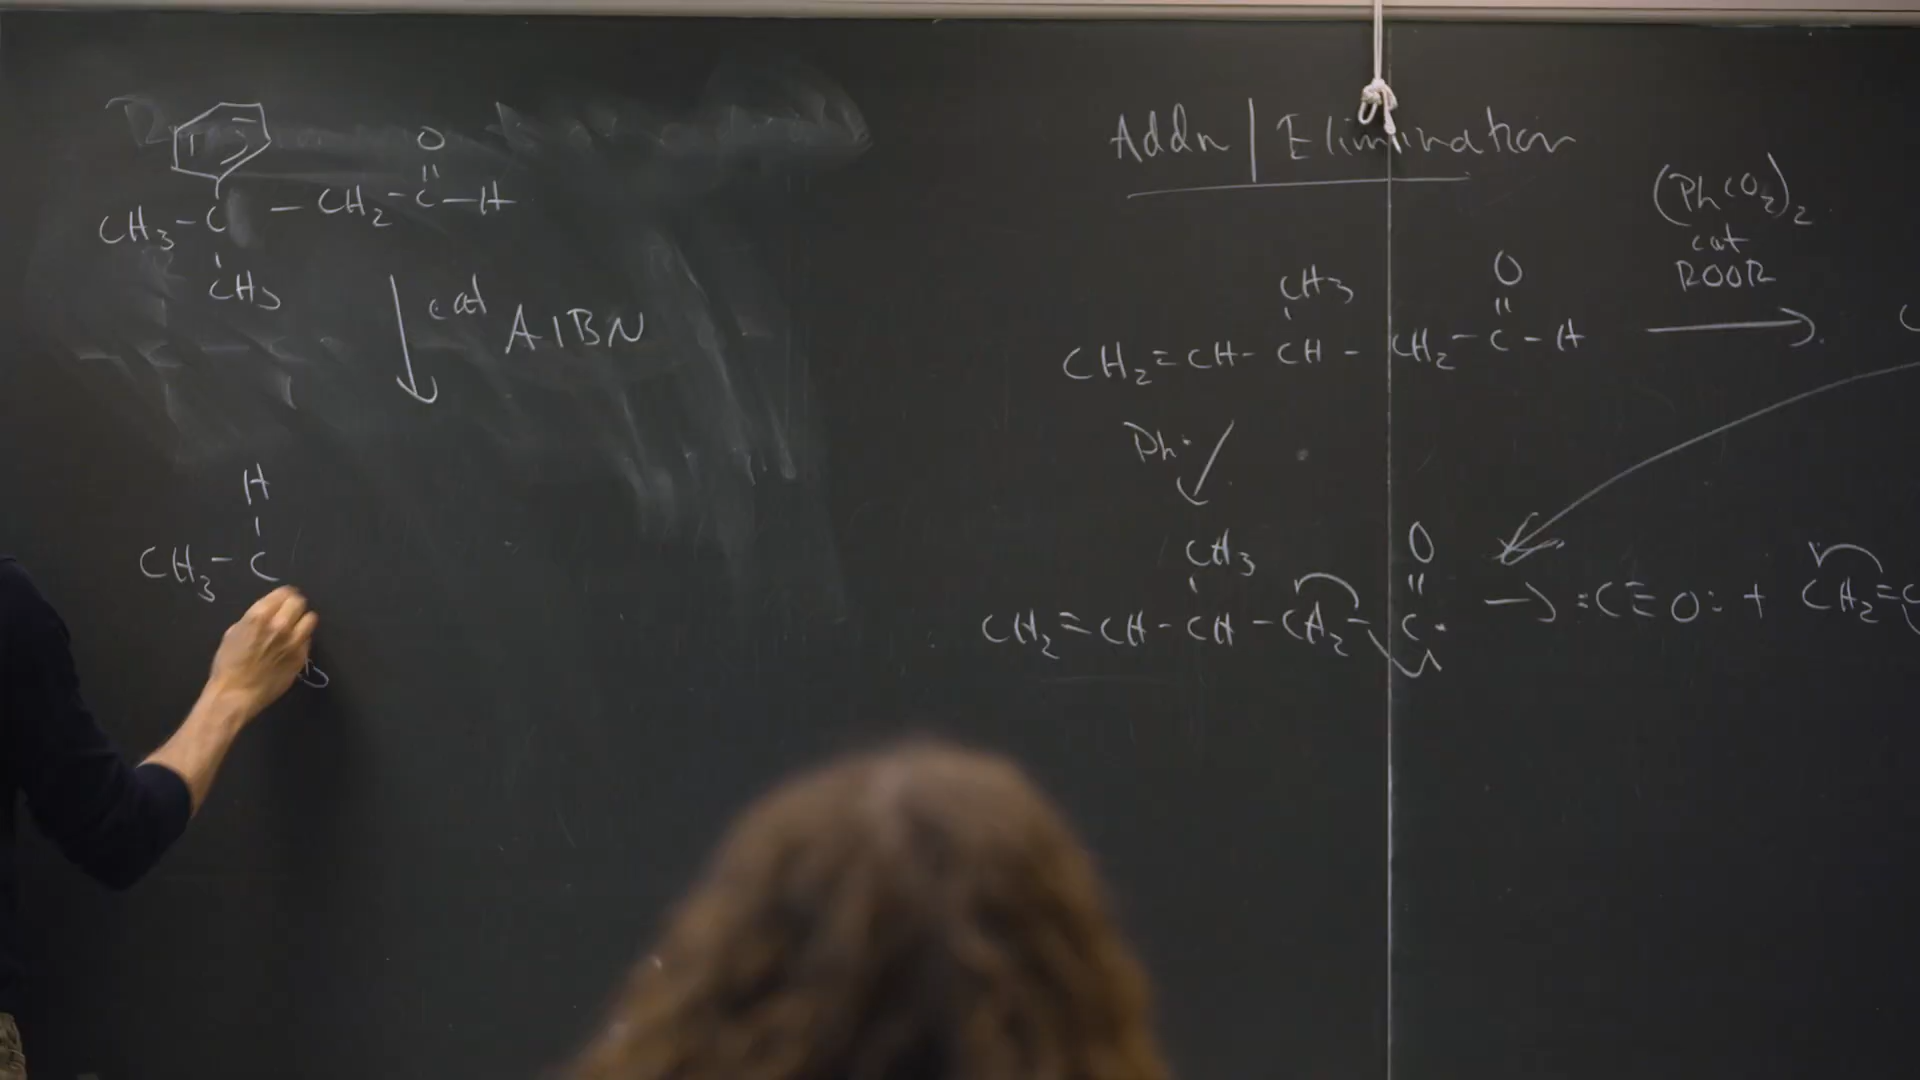 O
||
CH3-C - CH2-C-H
CH3
cat AIBN
H
CH3-C
Addn | Elimination
(PhCO2)2
cat
ROOR
CH3 O
||
CH2=CH-CH-CH2-C-H
Ph·
CH3 O
||
CH2=CH-CH-CH2-C· → :C≡O: + CH2=C